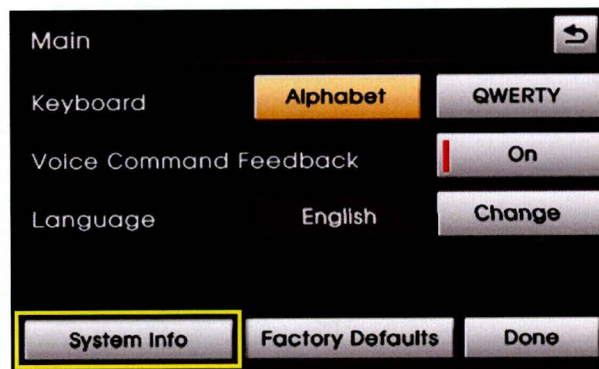 Main
Keyboard Alphabet QWERTY
Voice Command Feedback On
Language English Change
System Info Factory Defaults Done